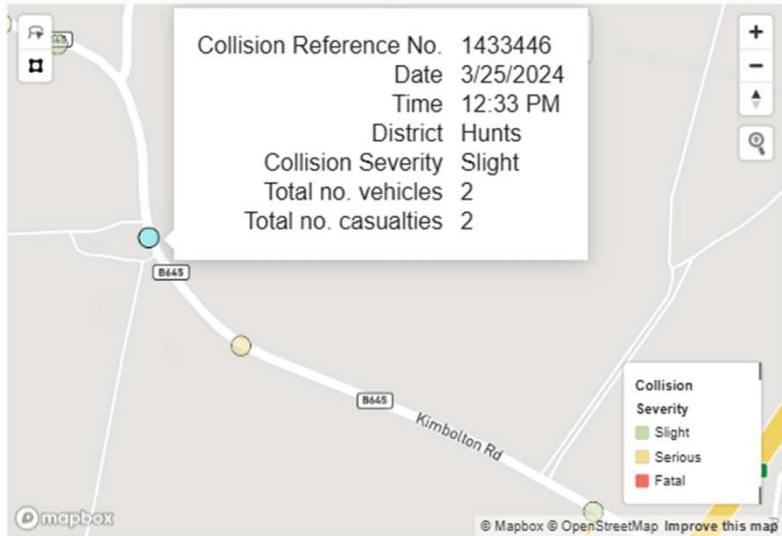 Collision Reference No. 1433446
Date 3/25/2024
Time 12:33 PM
District Hunts
Collision Severity Slight
Total no. vehicles 2
Total no. casualties 2
B645
B645
Kimbolton Rd
Collision
Severity
Slight
Serious
Fatal
mapbox
© Mapbox © OpenStreetMap Improve this map